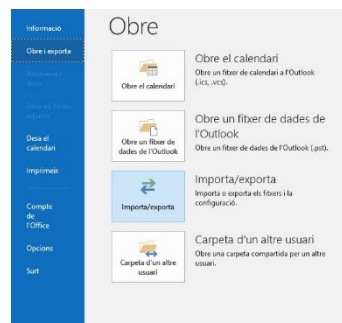 Informació
Obre i exporta
Desa el
calendari
Imprimeix
Compte
de
l'Office
Opcions
Surt
Obre
Obre el calendari
Obre el calendari
Obre un fitxer de calendari a l'Outlook
(.ics, .vcs).
Obre un fitxer de
dades de l'Outlook
Obre un fitxer de dades de
l'Outlook
Obre un fitxer de dades de l'Outlook (.pst).
Importa/exporta
Importa/exporta
Importa o exporta els fitxers i la
configuració.
Carpeta d'un altre
usuari
Carpeta d'un altre usuari
Obre una carpeta compartida per un altre
usuari.